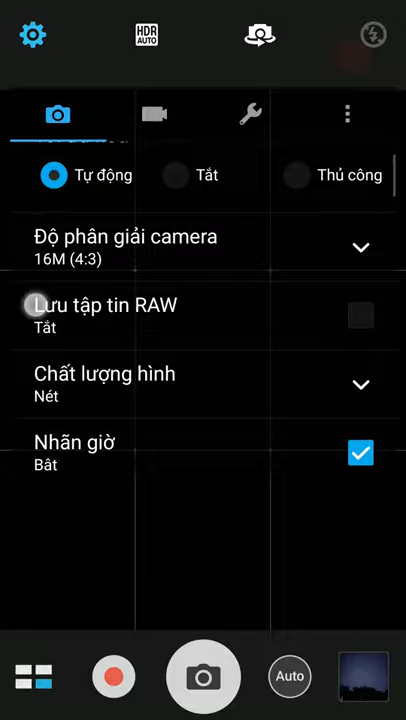 HDR
AUTO
Tự động
Tắt
Thủ công
Độ phân giải camera
16M (4:3)
Lưu tập tin RAW
Tắt
Chất lượng hình
Nét
Nhãn giờ
Bât
Auto